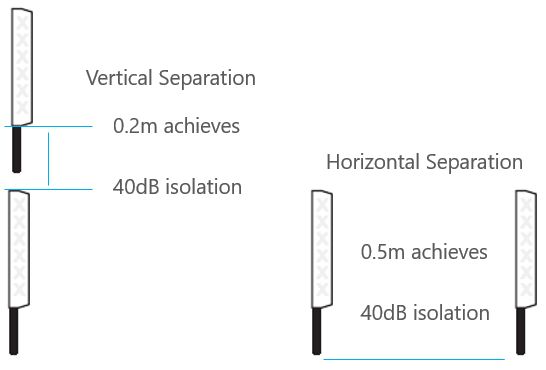 Vertical Separation
0.2m achieves
40dB isolation
Horizontal Separation
0.5m achieves
40dB isolation